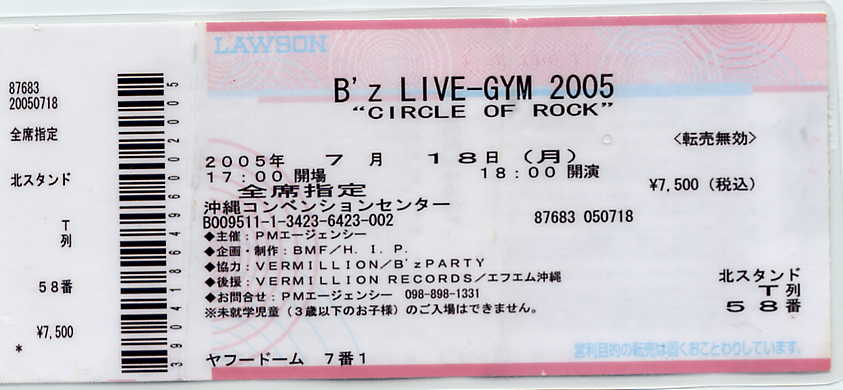 87683
20050718
全席指定
北スタンド
T
列
58番
¥7,500
*
LAWSON
B'z LIVE-GYM 2005
“CIRCLE OF ROCK”
<転売無効>
2005年 7月 18日(月)
17:00 開場 18:00 開演
全席指定
¥7,500(税込)
沖縄コンベンションセンター
B009511-1-3423-6423-002
87683 050718
◆主催:PMエージェンシー
◆企画・制作:BMF/H.I.P.
◆協力:VERMILLION/B'zPARTY
◆後援:VERMILLION RECORDS/エフエム沖縄
◆お問合せ:PMエージェンシー 098-898-1331
※未就学児童(3歳以下のお子様)のご入場はできません。
北スタンド
T列
58番
ヤフードーム 7番1
営利目的の転売は固くおことわりしています。